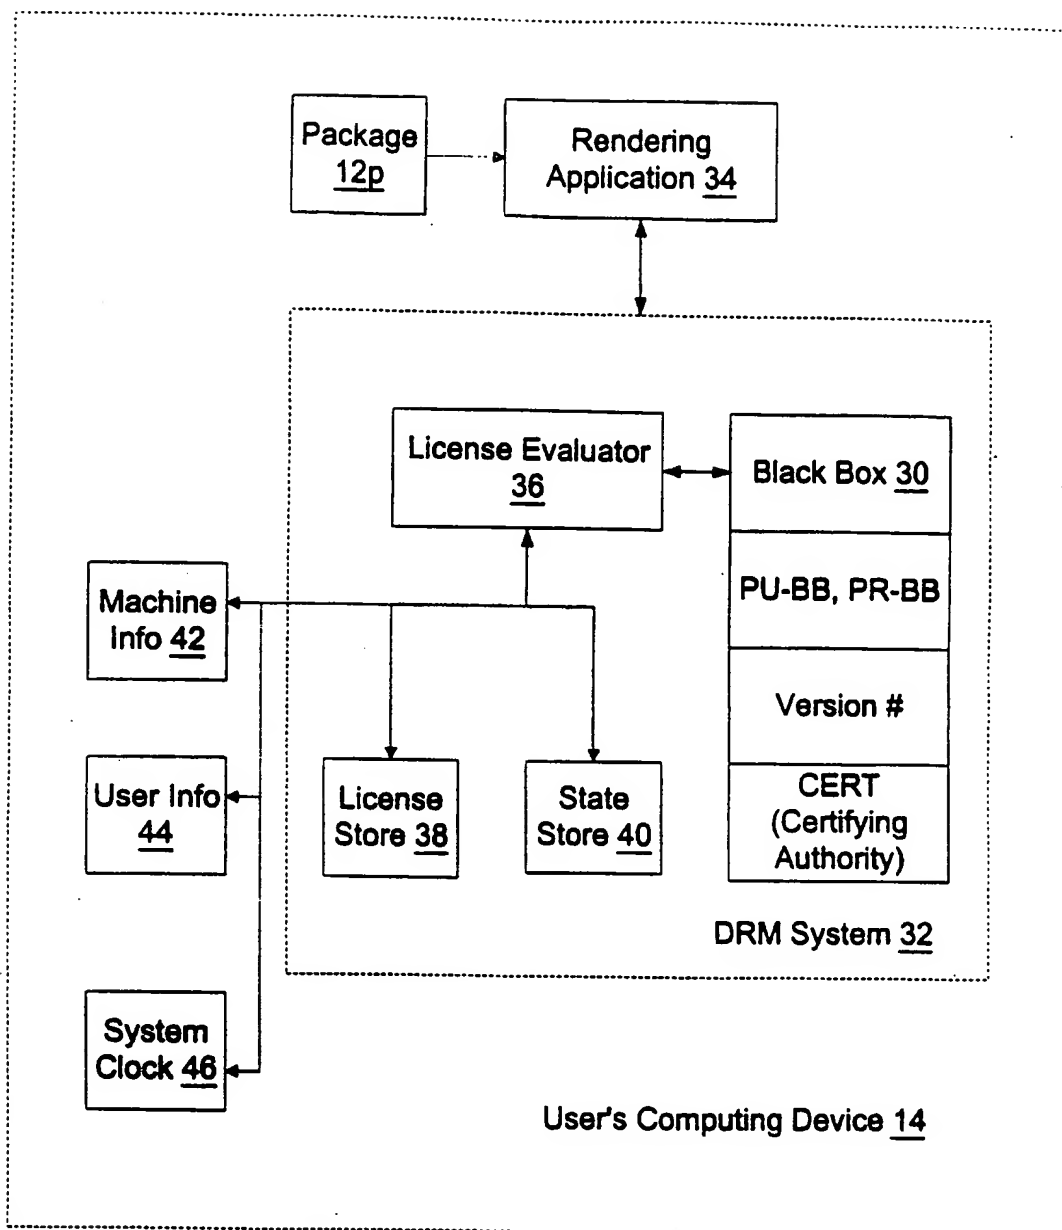 Package
12p
Rendering
Application 34
License Evaluator
36
Black Box 30
PU-BB, PR-BB
Version #
CERT
(Certifying
Authority)
Machine
Info 42
User Info
44
License
Store 38
State
Store 40
DRM System 32
System
Clock 46
User's Computing Device 14